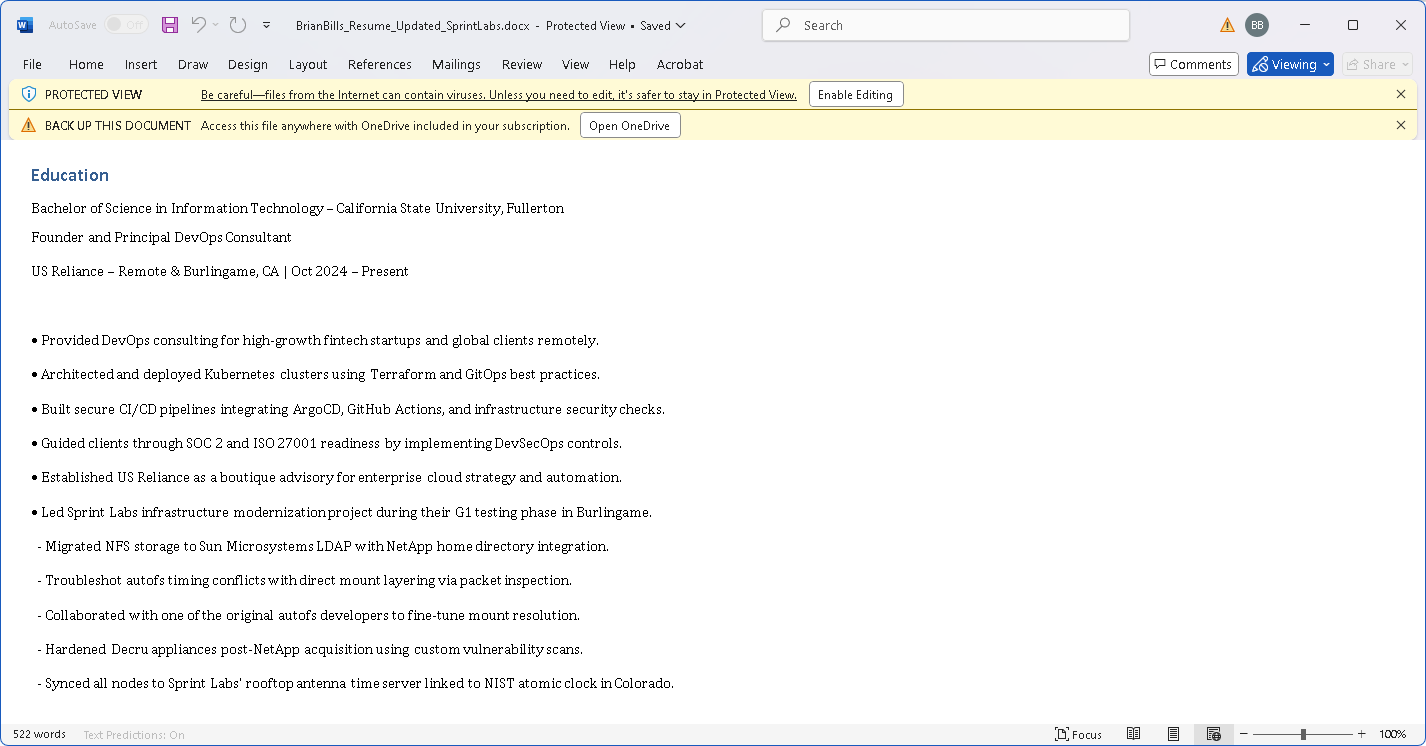 AutoSave Off BrianBills_Resume_Updated_SprintLabs.docx - Protected View • Saved Search BB
File Home Insert Draw Design Layout References Mailings Review View Help Acrobat Comments Viewing Share
PROTECTED VIEW Be careful—files from the Internet can contain viruses. Unless you need to edit, it's safer to stay in Protected View. Enable Editing
BACK UP THIS DOCUMENT Access this file anywhere with OneDrive included in your subscription. Open OneDrive
Education
Bachelor of Science in Information Technology – California State University, Fullerton
Founder and Principal DevOps Consultant
US Reliance – Remote & Burlingame, CA | Oct 2024 – Present
• Provided DevOps consulting for high-growth fintech startups and global clients remotely.
• Architected and deployed Kubernetes clusters using Terraform and GitOps best practices.
• Built secure CI/CD pipelines integrating ArgoCD, GitHub Actions, and infrastructure security checks.
• Guided clients through SOC 2 and ISO 27001 readiness by implementing DevSecOps controls.
• Established US Reliance as a boutique advisory for enterprise cloud strategy and automation.
• Led Sprint Labs infrastructure modernization project during their G1 testing phase in Burlingame.
- Migrated NFS storage to Sun Microsystems LDAP with NetApp home directory integration.
- Troubleshot autofs timing conflicts with direct mount layering via packet inspection.
- Collaborated with one of the original autofs developers to fine-tune mount resolution.
- Hardened Decru appliances post-NetApp acquisition using custom vulnerability scans.
- Synced all nodes to Sprint Labs' rooftop antenna time server linked to NIST atomic clock in Colorado.
522 words Text Predictions: On Focus 100%